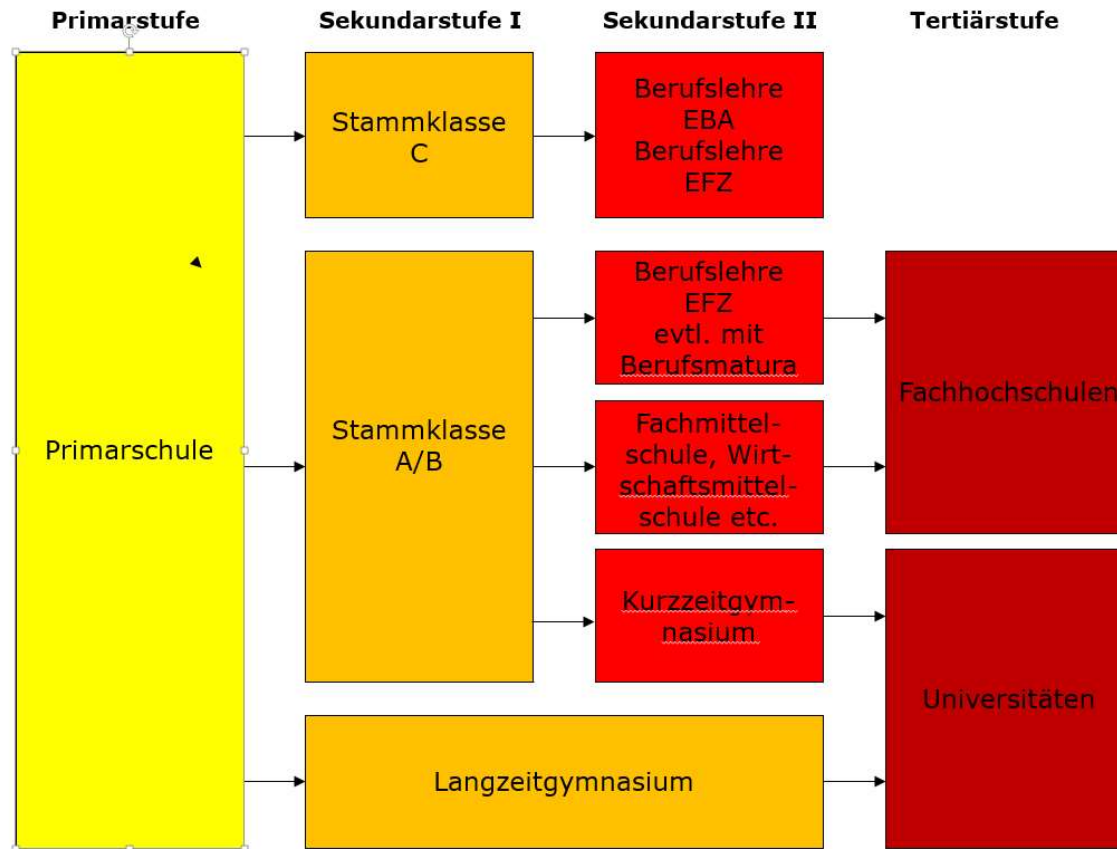 Primarstufe
Sekundarstufe I
Sekundarstufe II
Tertiärstufe
Primarschule
Stammklasse
C
Berufslehre
EBA
Berufslehre
EFZ
Stammklasse
A/B
Berufslehre
EFZ
evtl. mit
Berufsmatura
Fachmittel-
schule, Wirt-
schaftsmittel-
schule etc.
Kurzzeitgym-
nasium
Fachhochschulen
Universitäten
Langzeitgymnasium